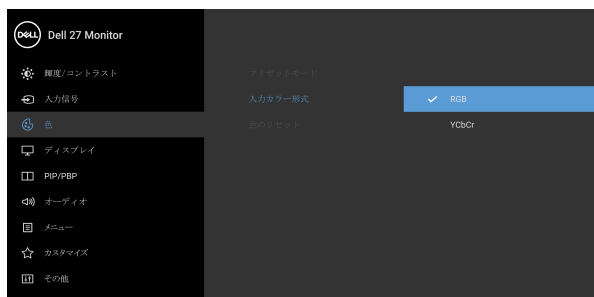 DELL
Dell 27 Monitor
輝度/コントラスト
プリセットモード
入力信号
入力カラー形式
RGB
色
色のリセット
YCbCr
ディスプレイ
PIP/PBP
オーディオ
メニュー
カスタマイズ
その他